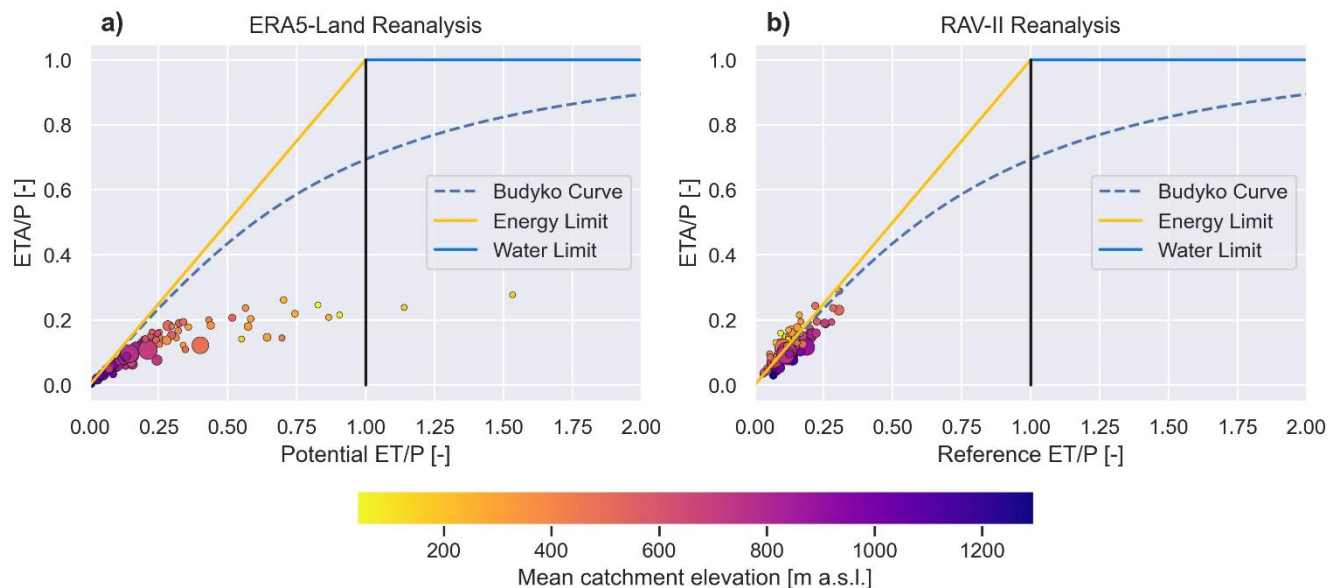 a)
ERA5-Land Reanalysis
1.0
0.8
0.6
0.4
0.2
0.0
ETA/P [-]
Budyko Curve
Energy Limit
Water Limit
0.00 0.25 0.50 0.75 1.00 1.25 1.50 1.75 2.00
Potential ET/P [-]
b)
RAV-II Reanalysis
1.0
0.8
0.6
0.4
0.2
0.0
ETA/P [-]
Budyko Curve
Energy Limit
Water Limit
0.00 0.25 0.50 0.75 1.00 1.25 1.50 1.75 2.00
Reference ET/P [-]
200 400 600 800 1000 1200
Mean catchment elevation [m a.s.l.]